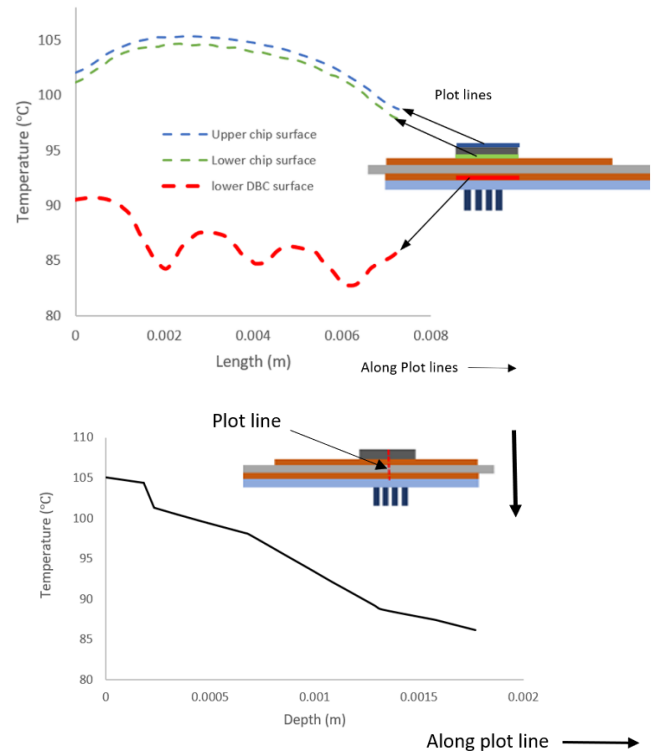 105
100
95
90
85
80
Temperature (°C)
Upper chip surface
Lower chip surface
lower DBC surface
Plot lines
0
0.002
0.004
0.006
0.008
Length (m)
Along Plot lines
Plot line
110
105
100
95
90
85
80
Temperature (°C)
0
0.0005
0.001
0.0015
0.002
Depth (m)
Along plot line